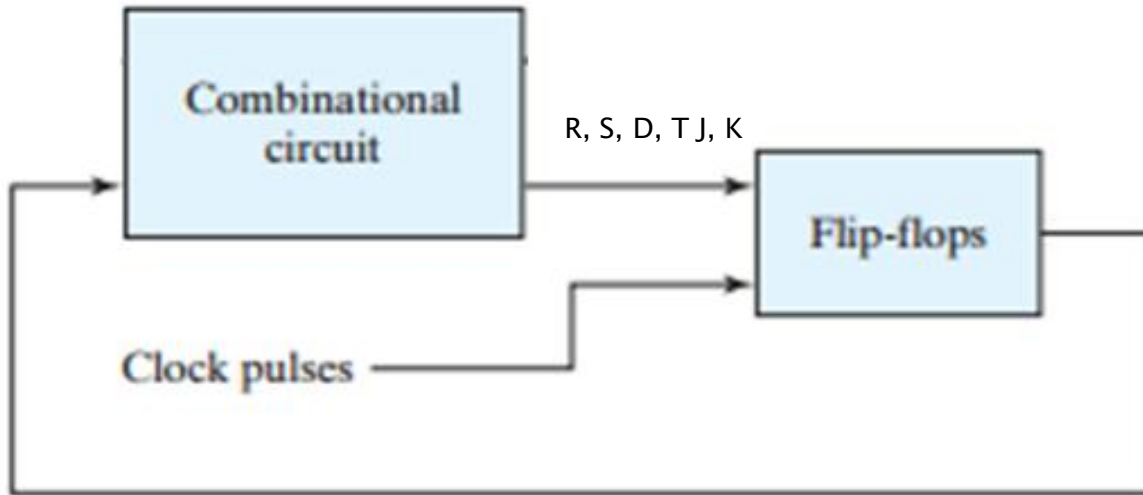 Combinational
circuit
R, S, D, T J, K
Flip-flops
Clock pulses